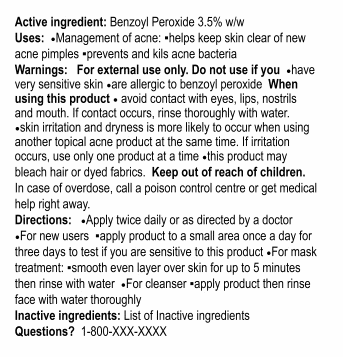 Active ingredient: Benzoyl Peroxide 3.5% w/w
Uses: •Management of acne: ▪helps keep skin clear of new
acne pimples ▪prevents and kils acne bacteria
Warnings: For external use only. Do not use if you •have
very sensitive skin •are allergic to benzoyl peroxide When
using this product • avoid contact with eyes, lips, nostrils
and mouth. If contact occurs, rinse thoroughly with water.
•skin irritation and dryness is more likely to occur when using
another topical acne product at the same time. If irritation
occurs, use only one product at a time •this product may
bleach hair or dyed fabrics. Keep out of reach of children.
In case of overdose, call a poison control centre or get medical
help right away.
Directions: •Apply twice daily or as directed by a doctor
•For new users ▪apply product to a small area once a day for
three days to test if you are sensitive to this product •For mask
treatment: ▪smooth even layer over skin for up to 5 minutes
then rinse with water •For cleanser ▪apply product then rinse
face with water thoroughly
Inactive ingredients: List of Inactive ingredients
Questions? 1-800-XXX-XXXX